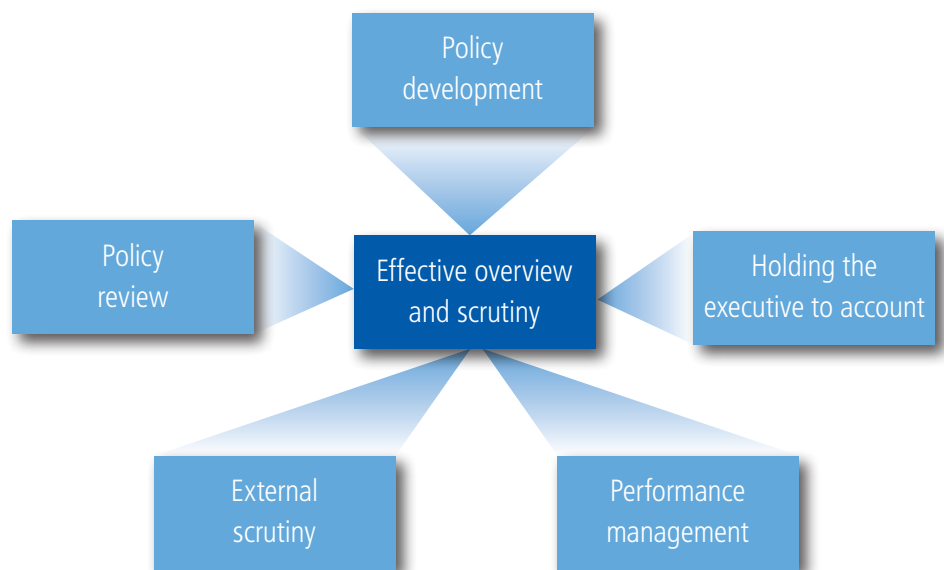 Policy
development
Policy
review
Effective overview
and scrutiny
Holding the
executive to account
External
scrutiny
Performance
management